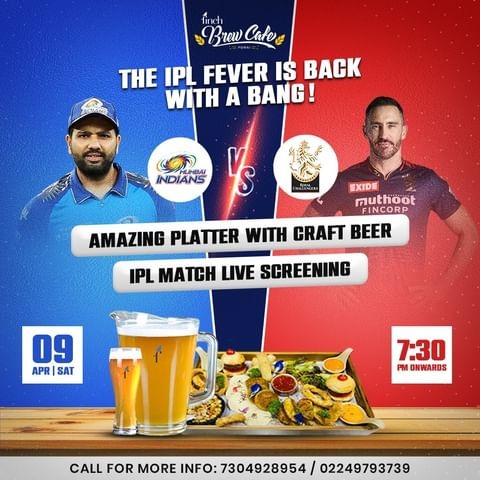 finch
Brew Cafe
POWAI
THE IPL FEVER IS BACK
WITH A BANG!
MUMBAI
INDIANS
VS
ROYAL
CHALLENGERS
EXIDE
muthoot
FINCORP
AMAZING PLATTER WITH CRAFT BEER
IPL MATCH LIVE SCREENING
09
APR | SAT
7:30
PM ONWARDS
CALL FOR MORE INFO: 7304928954 / 02249793739